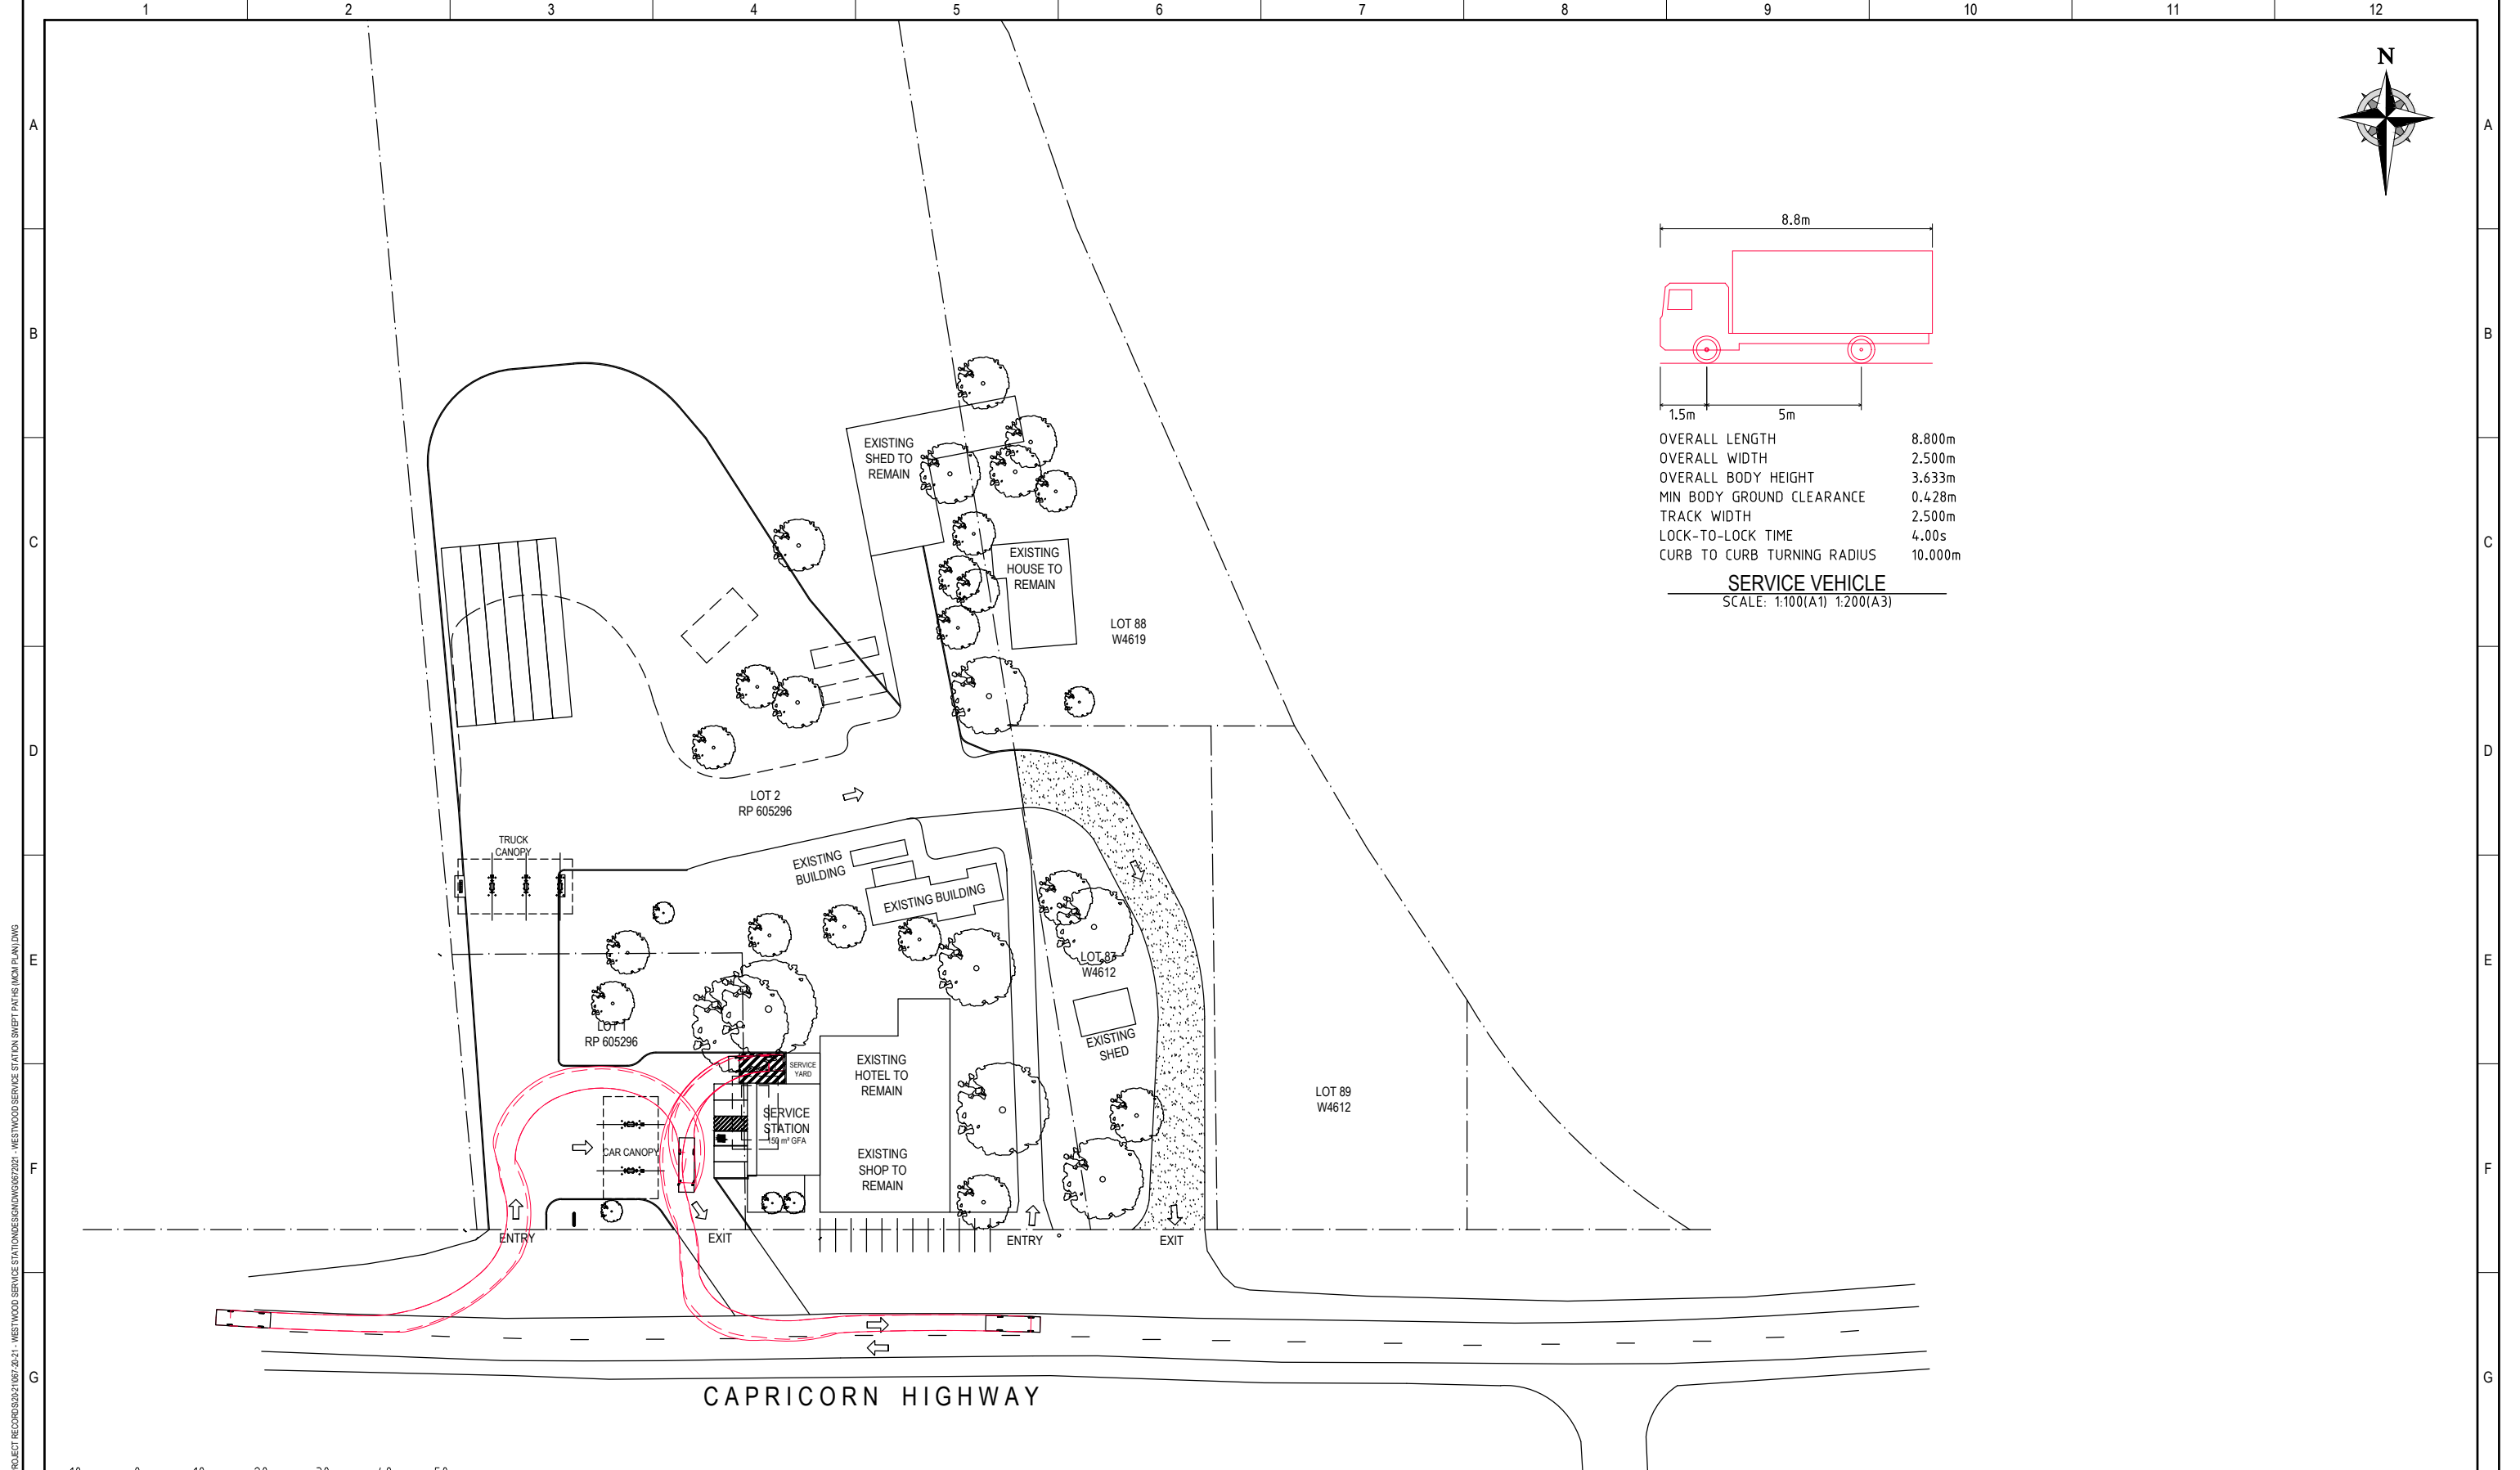 1 2 3 4 5 6 7 8 9 10 11 12
N
A
A
8.8m
B
B
1.5m 5m
OVERALL LENGTH 8.800m
OVERALL WIDTH 2.500m
OVERALL BODY HEIGHT 3.633m
MIN BODY GROUND CLEARANCE 0.428m
TRACK WIDTH 2.500m
LOCK-TO-LOCK TIME 4.00s
CURB TO CURB TURNING RADIUS 10.000m
SERVICE VEHICLE
SCALE: 1:100(A1) 1:200(A3)
EXISTING
SHED TO
REMAIN
C
C
EXISTING
HOUSE TO
REMAIN
LOT 88
W4619
D
D
LOT 2
RP 605296
TRUCK
CANOPY
EXISTING
BUILDING
EXISTING BUILDING
E
E
LOT 87
W4612
LOT 1
RP 605296
EXISTING
SHED
SERVICE
YARD
EXISTING
HOTEL TO
REMAIN
LOT 89
W4612
SERVICE
STATION
150 m² GFA
CAR CANOPY
EXISTING
SHOP TO
REMAIN
F
F
ENTRY
EXIT
ENTRY
EXIT
G
G
CAPRICORN HIGHWAY